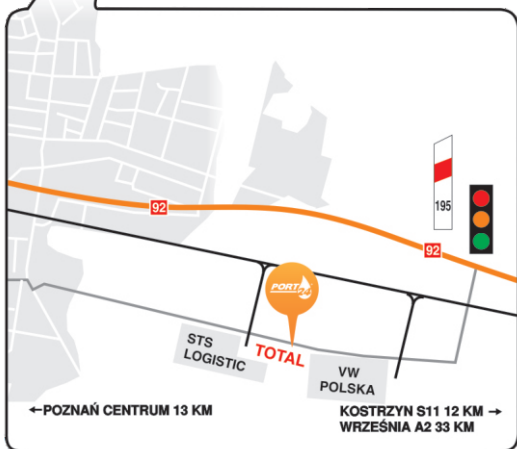 92
195
92
PORT24
STS
LOGISTIC
TOTAL
VW
POLSKA
←POZNAŃ CENTRUM 13 KM
KOSTRZYN S11 12 KM →
WRZEŚNIA A2 33 KM